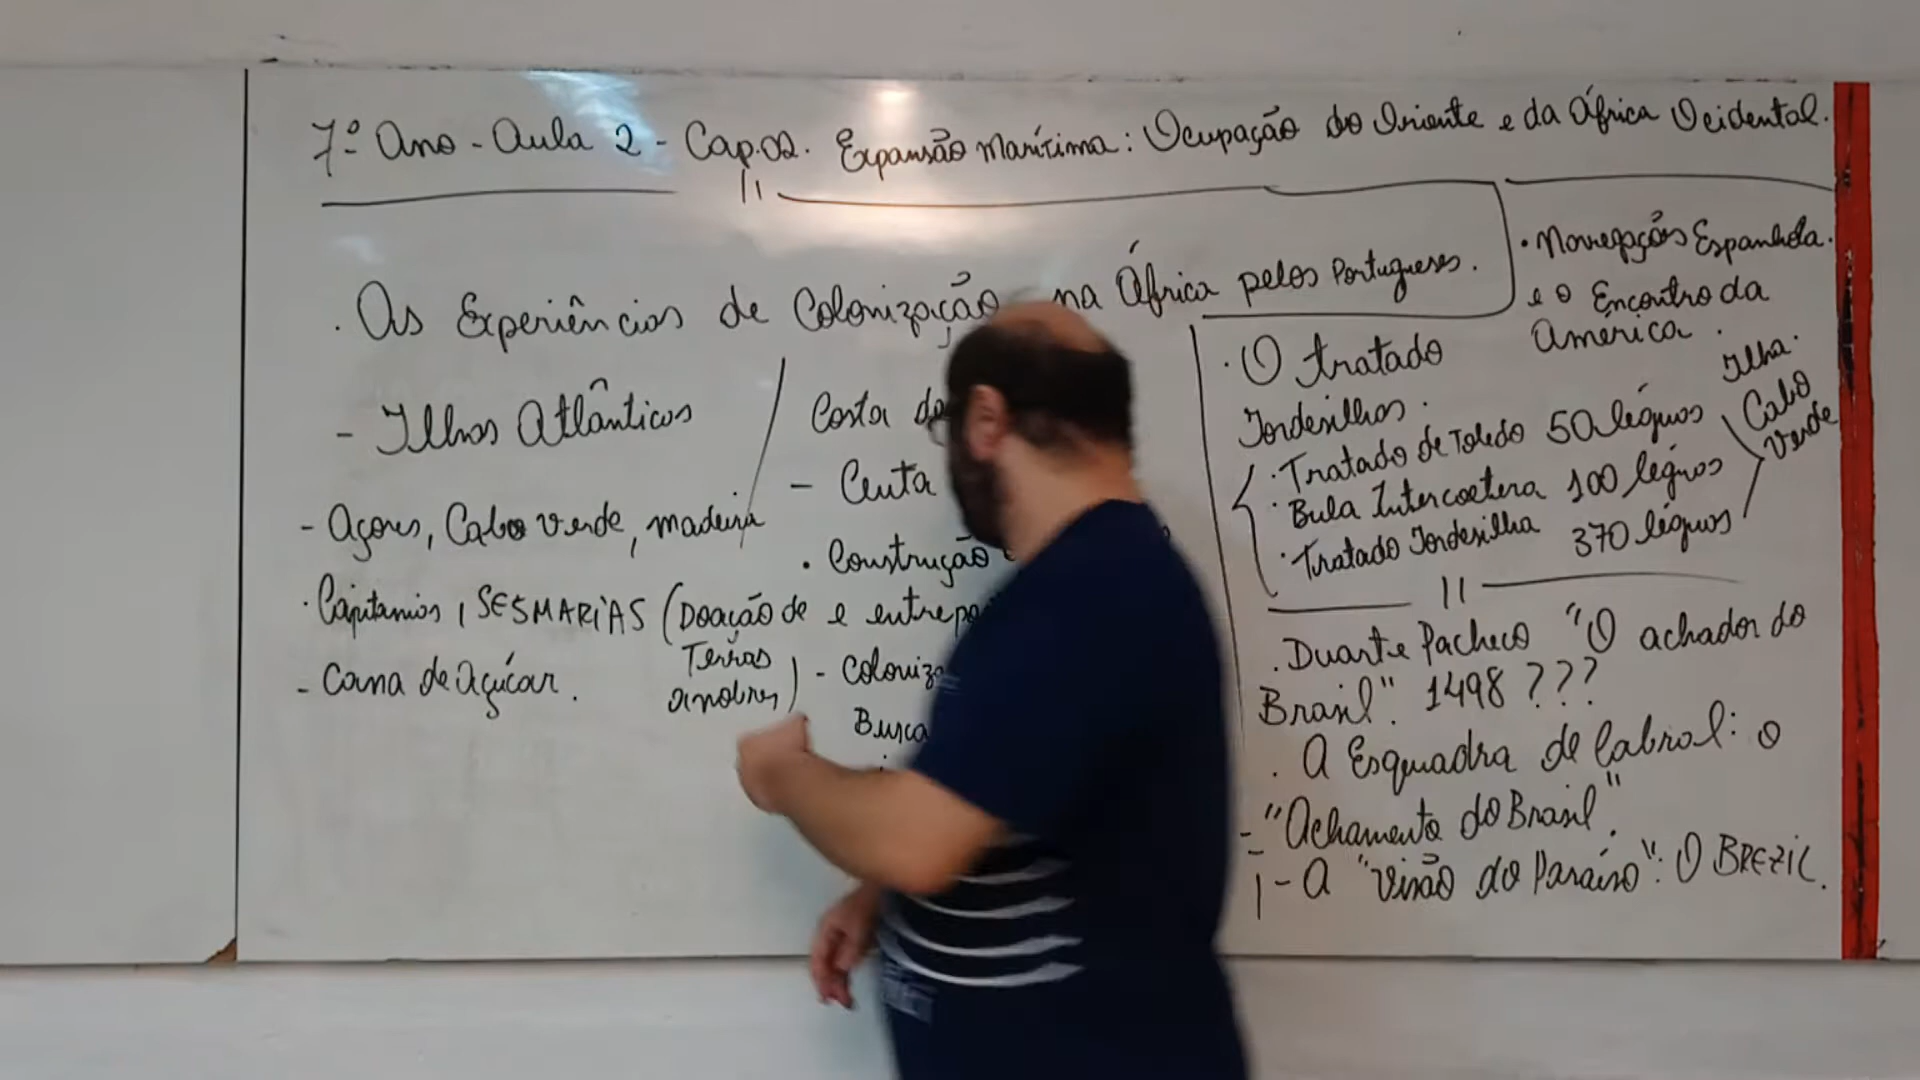 7º Ano - Aula 2 - Cap.02. Expansão Marítima: Ocupação do Oriente e da África Ocidental.
. As Experiências de Colonização na África pelos Portugueses.
- Ilhas Atlânticas
- Açores, Cabo Verde, madeira
. Capitanias, SESMARIAS (Doação de
Terras
a nobres)
- Cana de Açúcar.
Costa da
- Ceuta
. Construção
e
- Coloniz
Busca
. Navegações Espanhola.
e o Encontro da
América.
. O tratado
Tordesilhas.
. Tratado de Toledo 50 léguas
. Bula Intercoetera 100 léguas
. Tratado Tordesilha 370 léguas
Ilha.
Cabo
Verde
. Duarte Pacheco "O achador do
Brasil". 1498 ???
. A Esquadra de Cabral: o
- "Achamento do Brasil".
- A "visão do Paraíso": O BREZIL.